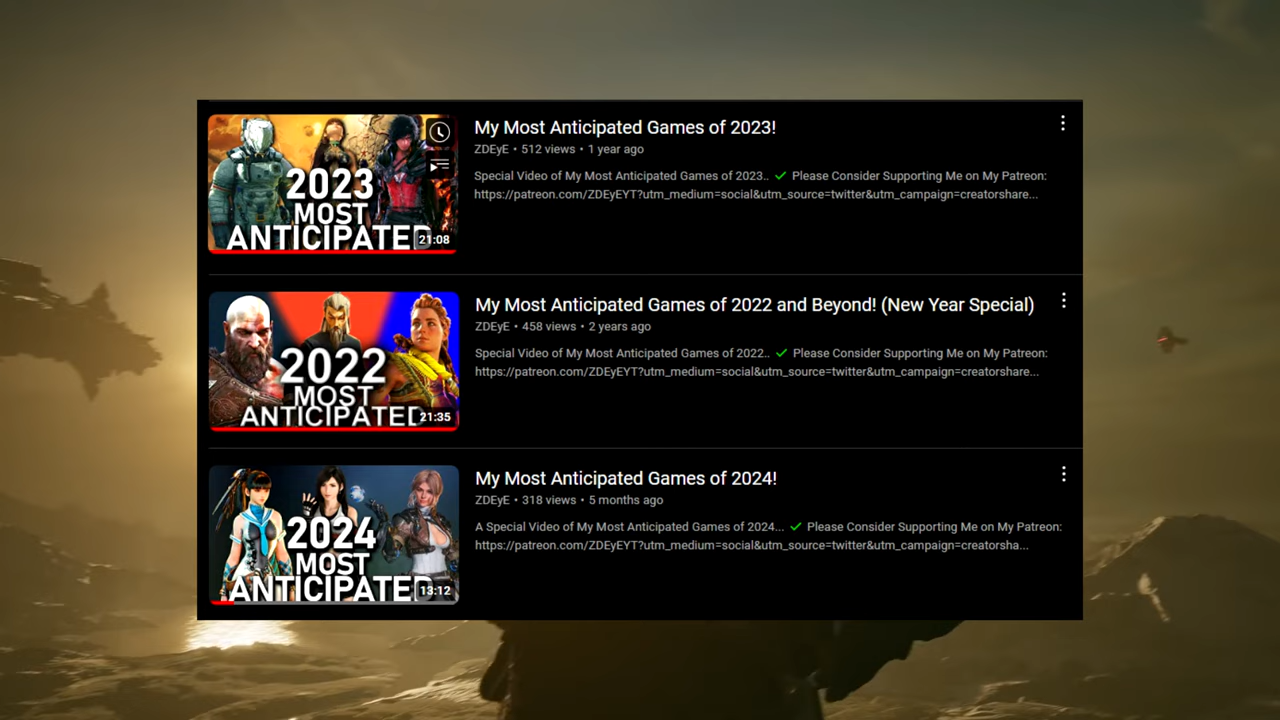 2023
MOST
ANTICIPATED
21:08
My Most Anticipated Games of 2023!
ZDEyE • 512 views • 1 year ago
Special Video of My Most Anticipated Games of 2023.. ✓ Please Consider Supporting Me on My Patreon:
https://patreon.com/ZDEyEYT?utm_medium=social&utm_source=twitter&utm_campaign=creatorshare...
2022
MOST
ANTICIPATED
21:35
My Most Anticipated Games of 2022 and Beyond! (New Year Special)
ZDEyE • 458 views • 2 years ago
Special Video of My Most Anticipated Games of 2022.. ✓ Please Consider Supporting Me on My Patreon:
https://patreon.com/ZDEyEYT?utm_medium=social&utm_source=twitter&utm_campaign=creatorshare...
2024
MOST
ANTICIPATED
13:12
My Most Anticipated Games of 2024!
ZDEyE • 318 views • 5 months ago
A Special Video of My Most Anticipated Games of 2024... ✓ Please Consider Supporting Me on My Patreon:
https://patreon.com/ZDEyEYT?utm_medium=social&utm_source=twitter&utm_campaign=creatorsha...